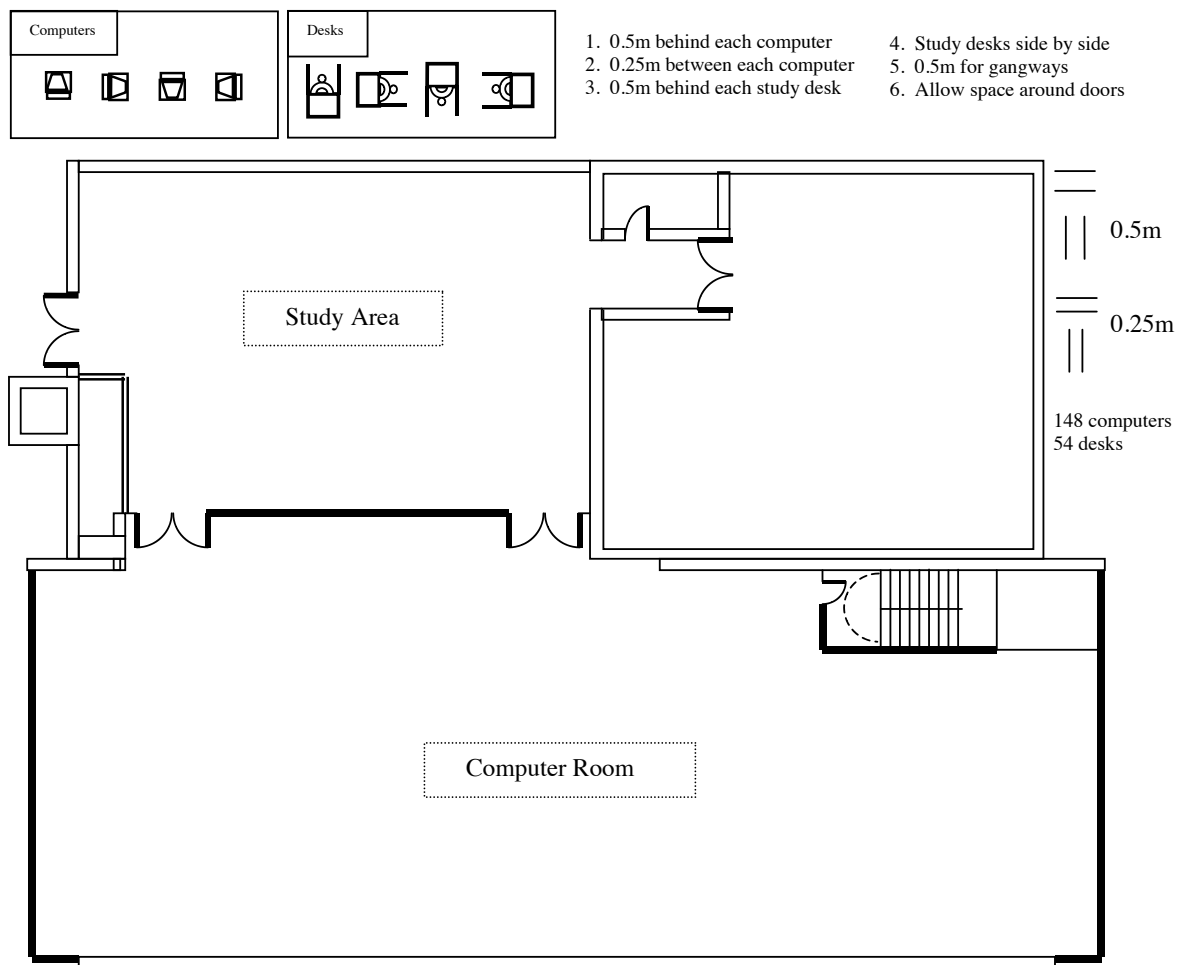 Computers
Desks
1. 0.5m behind each computer
2. 0.25m between each computer
3. 0.5m behind each study desk
4. Study desks side by side
5. 0.5m for gangways
6. Allow space around doors
0.5m
Study Area
0.25m
148 computers
54 desks
Computer Room